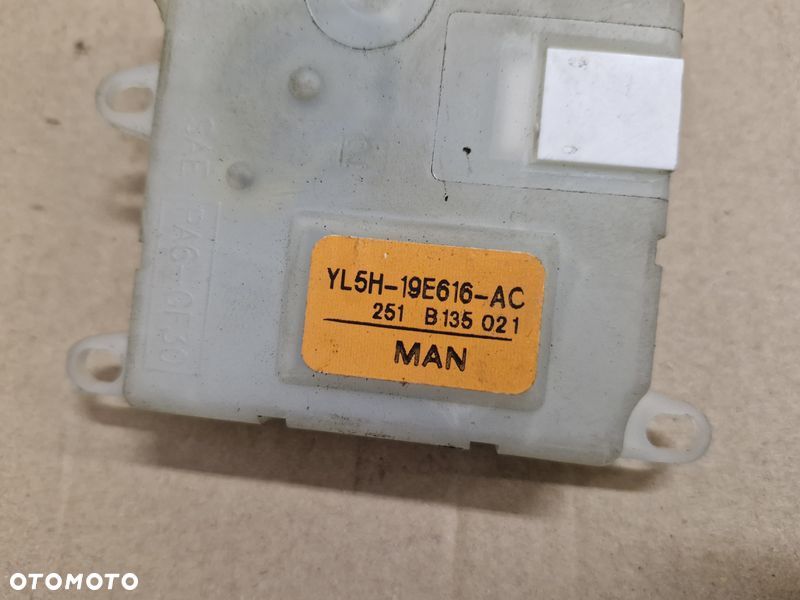 YL5H-19E616-AC
251 B135 021
MAN
OTOMOTO